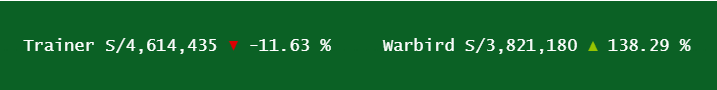 Trainer S/4,614,435 ▼ -11.63 % Warbird S/3,821,180 ▲ 138.29 %